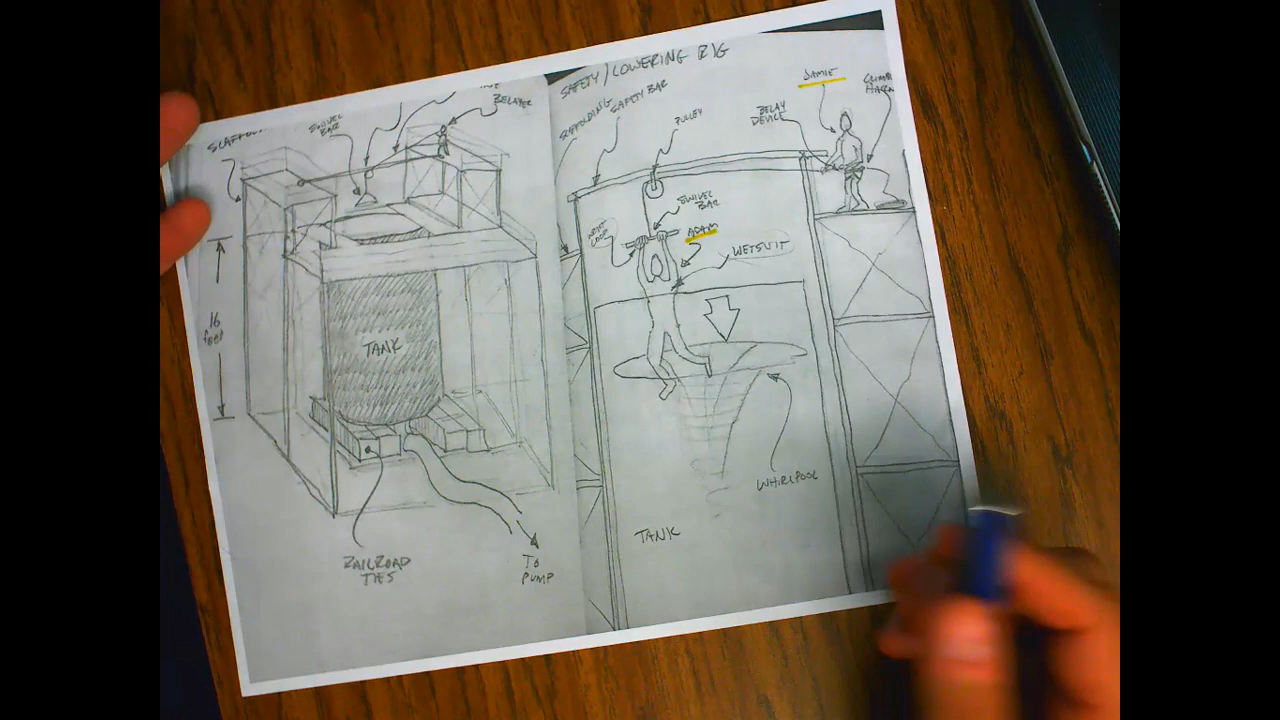 BELAYER
SWIVEL
BAR
16
feet
TANK
RAILROAD
TIES
TO
PUMP
SAFETY/LOWERING RIG
SCAFFOLDING
SAFETY BAR
PULLEY
BELAY
DEVICE
JAMIE
SWIVEL
BAR
ADAM
WETSUIT
WHIRLPOOL
TANK